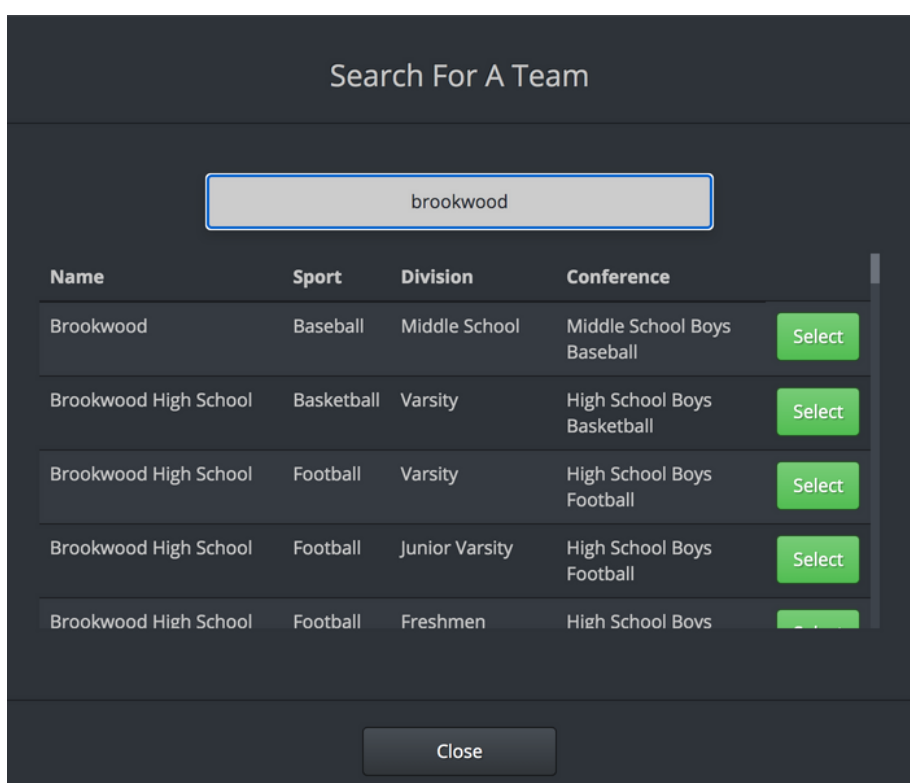 Search For A Team
brookwood
Name Sport Division Conference
Brookwood Baseball Middle School Middle School Boys
Baseball
Select
Brookwood High School Basketball Varsity High School Boys
Basketball
Select
Brookwood High School Football Varsity High School Boys
Football
Select
Brookwood High School Football Junior Varsity High School Boys
Football
Select
Brookwood High School Football Freshmen High School Boys
Close